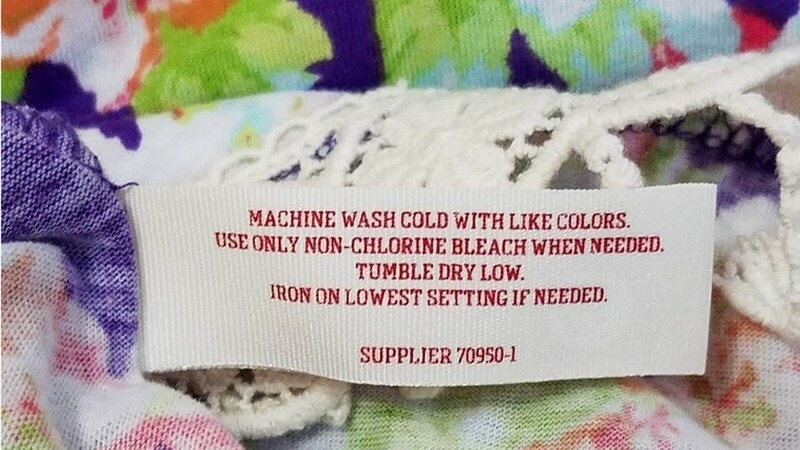 MACHINE WASH COLD WITH LIKE COLORS.
USE ONLY NON-CHLORINE BLEACH WHEN NEEDED.
TUMBLE DRY LOW.
IRON ON LOWEST SETTING IF NEEDED.
SUPPLIER 70950-1